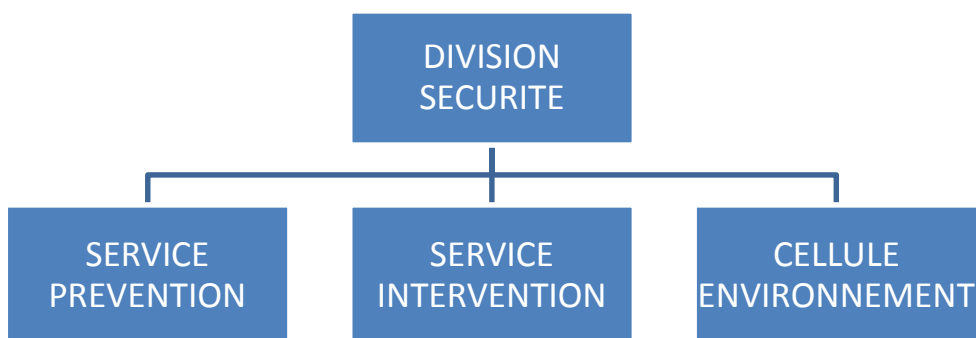 DIVISION
SECURITE
SERVICE
PREVENTION
SERVICE
INTERVENTION
CELLULE
ENVIRONNEMENT